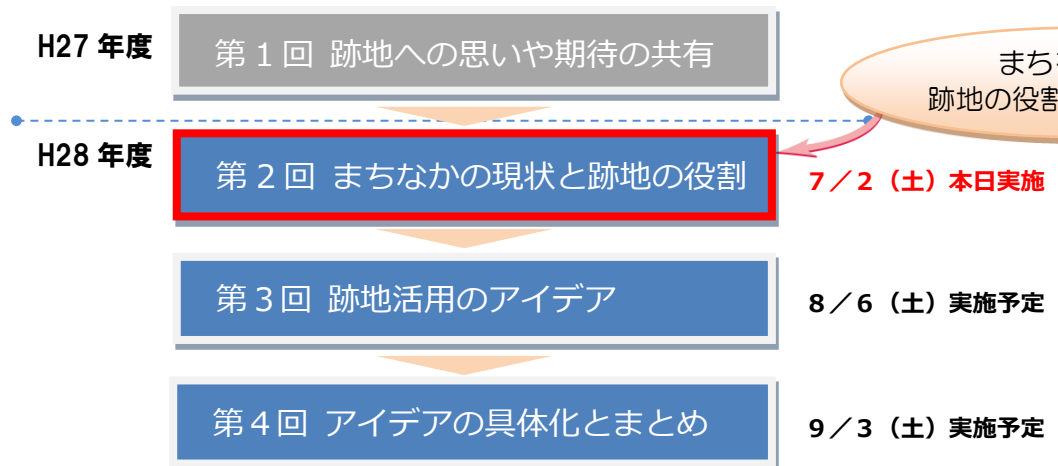 H27 年度
第1回 跡地への思いや期待の共有
まち
跡地の役割
H28 年度
第2回 まちなかの現状と跡地の役割
7/2(土)本日実施
第3回 跡地活用のアイデア
8/6(土)実施予定
第4回 アイデアの具体化とまとめ
9/3(土)実施予定